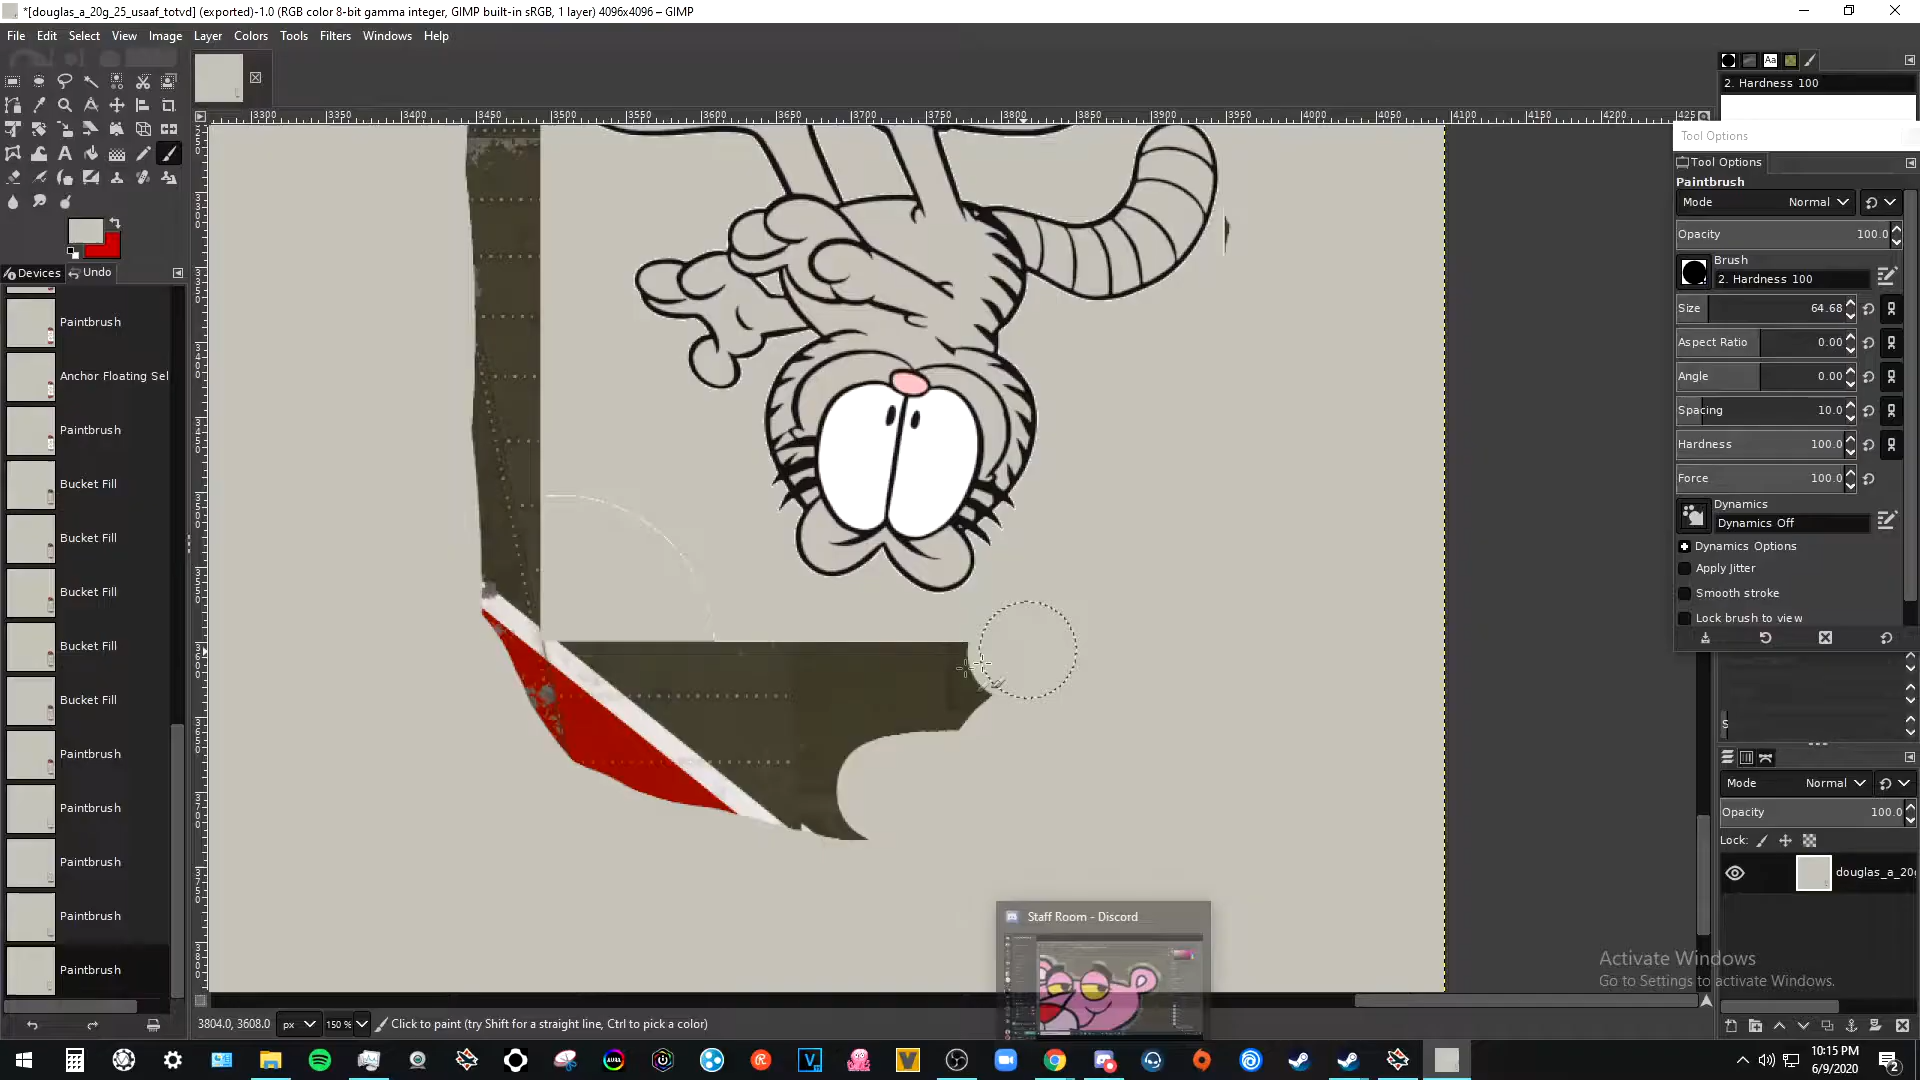 *[douglas_a_20g_25_usaaf_totvd] (exported)-1.0 (RGB color 8-bit gamma integer, GIMP built-in sRGB, 1 layer) 4096x4096 – GIMP
File Edit Select View Image Layer Colors Tools Filters Windows Help
Aa
2. Hardness 100
3300 3350 3400 3450 3500 3550 3600 3650 3700 3750 3800 3850 3900 3950 4000 4050 4100 4150 4200 425
Tool Options
Tool Options
Paintbrush
Mode Normal
Opacity 100.0
Brush
2. Hardness 100
Size 64.68
Aspect Ratio 0.00
Angle 0.00
Spacing 10.0
Hardness 100.0
Force 100.0
Dynamics
Dynamics Off
Dynamics Options
Apply Jitter
Smooth stroke
Lock brush to view
Devices Undo
Paintbrush
Anchor Floating Sel
Paintbrush
Bucket Fill
Bucket Fill
Bucket Fill
Bucket Fill
Bucket Fill
Paintbrush
Paintbrush
Paintbrush
Paintbrush
Paintbrush
S
Mode Normal
Opacity 100.0
Lock:
douglas_a_20g
Staff Room - Discord
Activate Windows
Go to Settings to activate Windows.
3804.0, 3608.0 px 150 % Click to paint (try Shift for a straight line, Ctrl to pick a color)
10:15 PM
6/9/2020
2